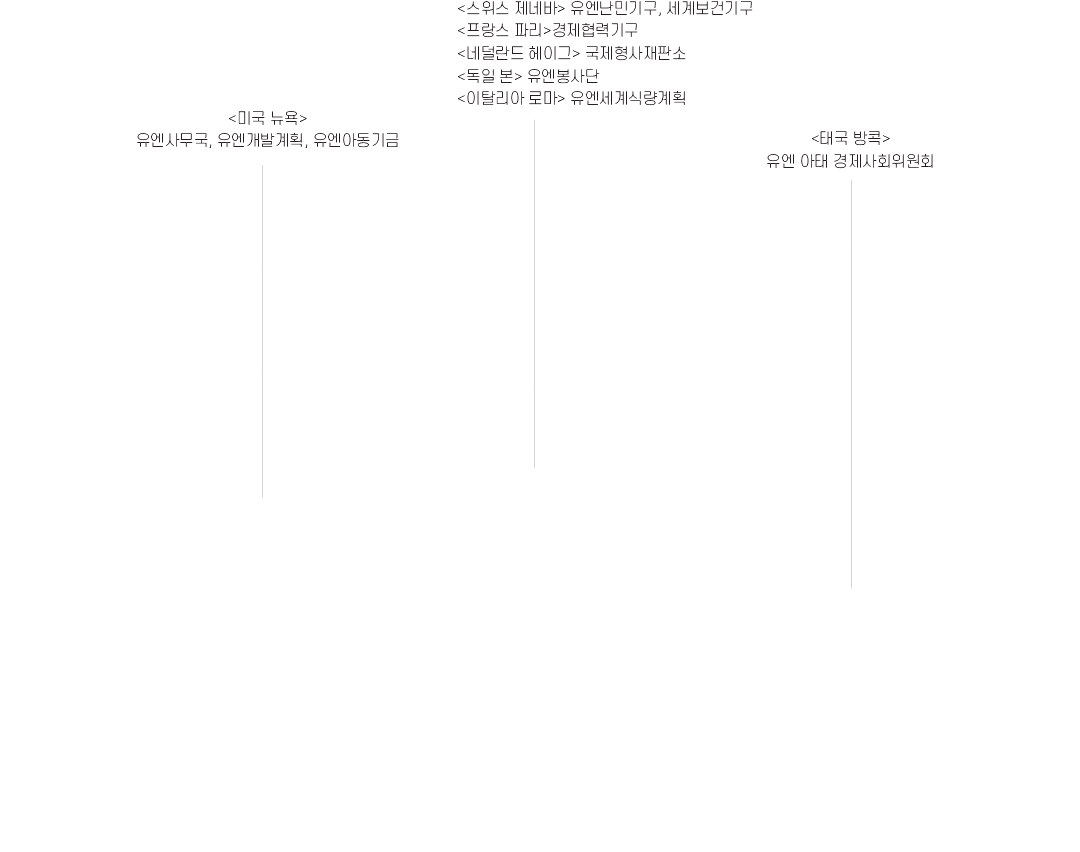 <스위스 제네바> 유엔난민기구, 세계보건기구
<프랑스 파리>경제협력기구
<네덜란드 헤이그> 국제형사재판소
<독일 본> 유엔봉사단
<이탈리아 로마> 유엔세계식량계획
<미국 뉴욕>
유엔사무국, 유엔개발계획, 유엔아동기금
<태국 방콕>
유엔 아태 경제사회위원회